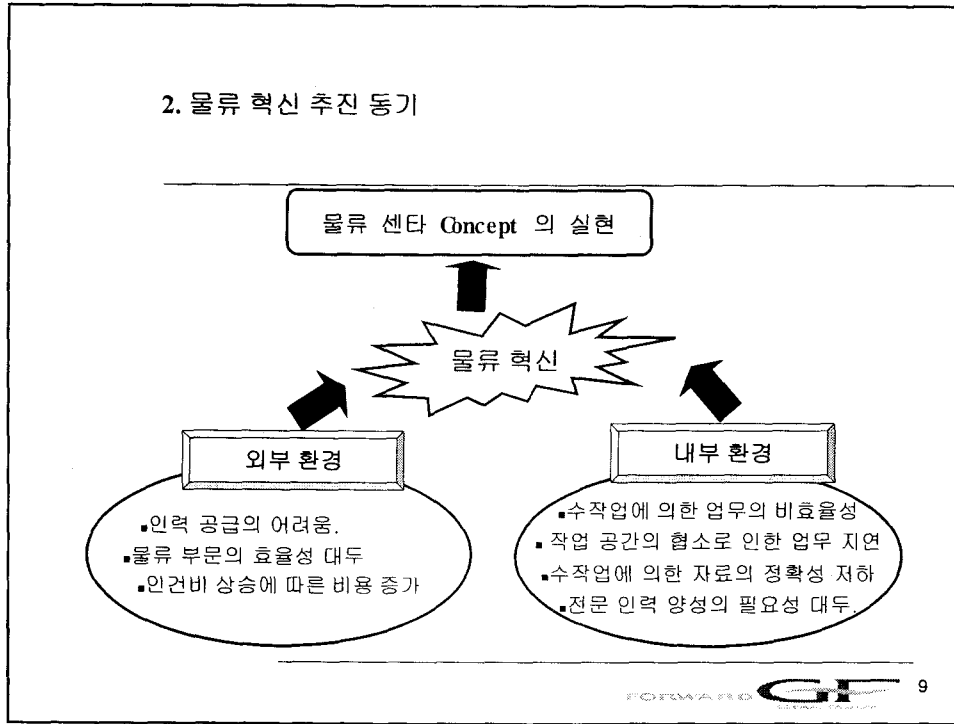 2. 물류 혁신 추진 동기
물류 센타 Concept 의 실현
물류 혁신
외부 환경
▪인력 공급의 어려움.
▪물류 부문의 효율성 대두
▪인건비 상승에 따른 비용 증가
내부 환경
▪수작업에 의한 업무의 비효율성
▪작업 공간의 협소로 인한 업무 지연
▪수작업에 의한 자료의 정확성 저하
▪전문 인력 양성의 필요성 대두.
FORWARD GF
9